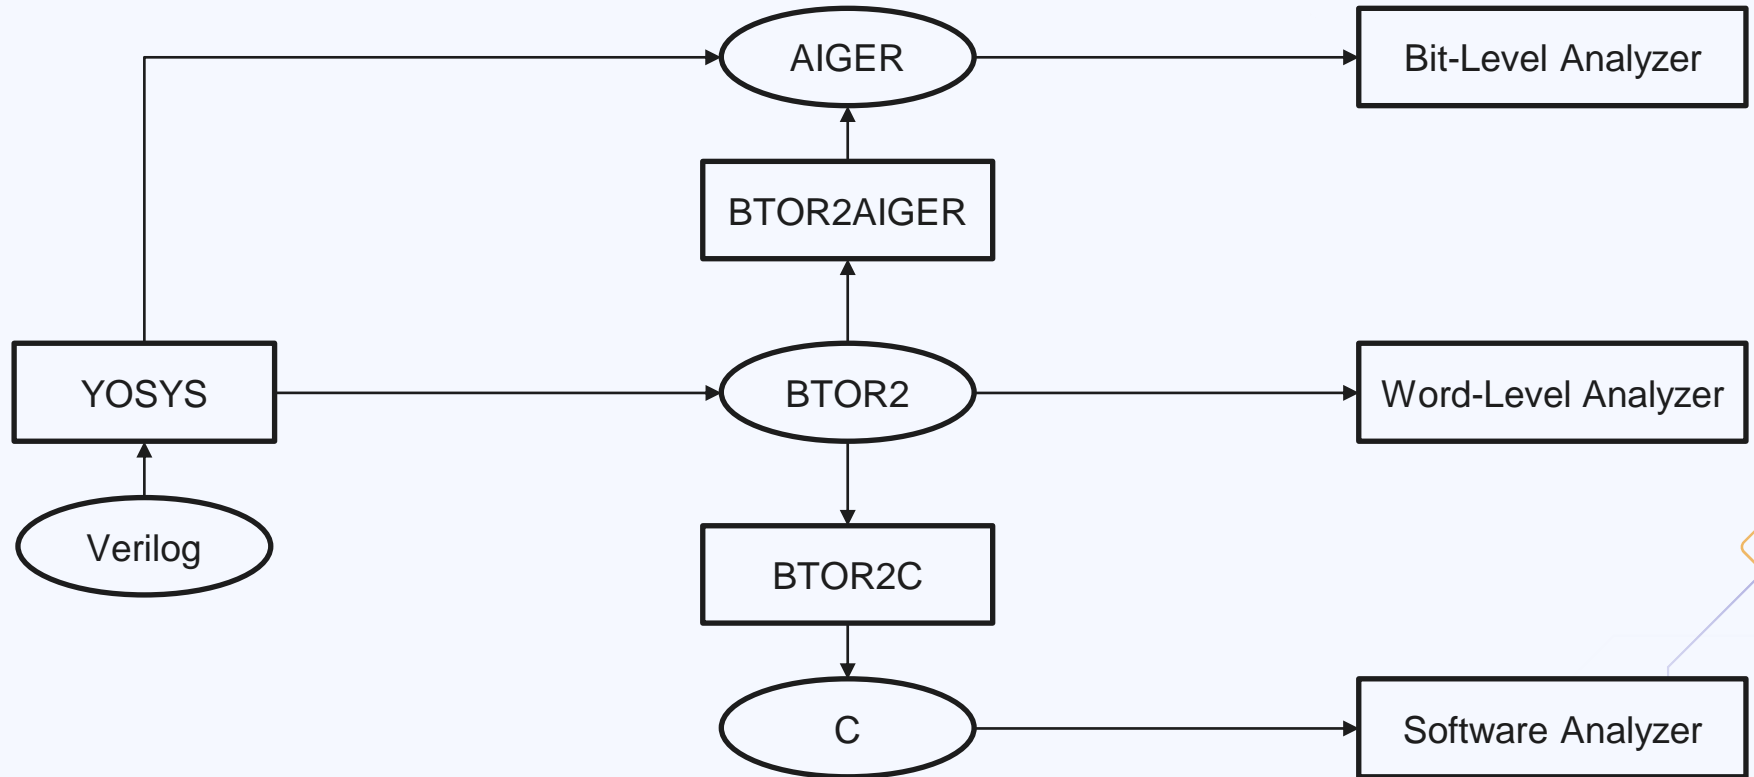 AIGER
Bit-Level Analyzer
BTOR2AIGER
YOSYS
BTOR2
Word-Level Analyzer
Verilog
BTOR2C
C
Software Analyzer